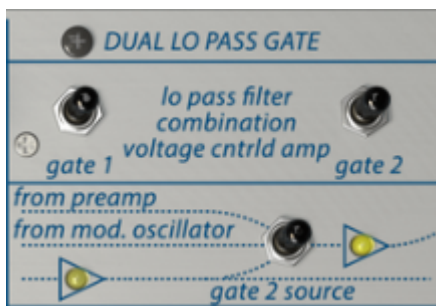 DUAL LO PASS GATE
lo pass filter
combination
voltage cntrld amp
gate 1
gate 2
from preamp
from mod. oscillator
gate 2 source